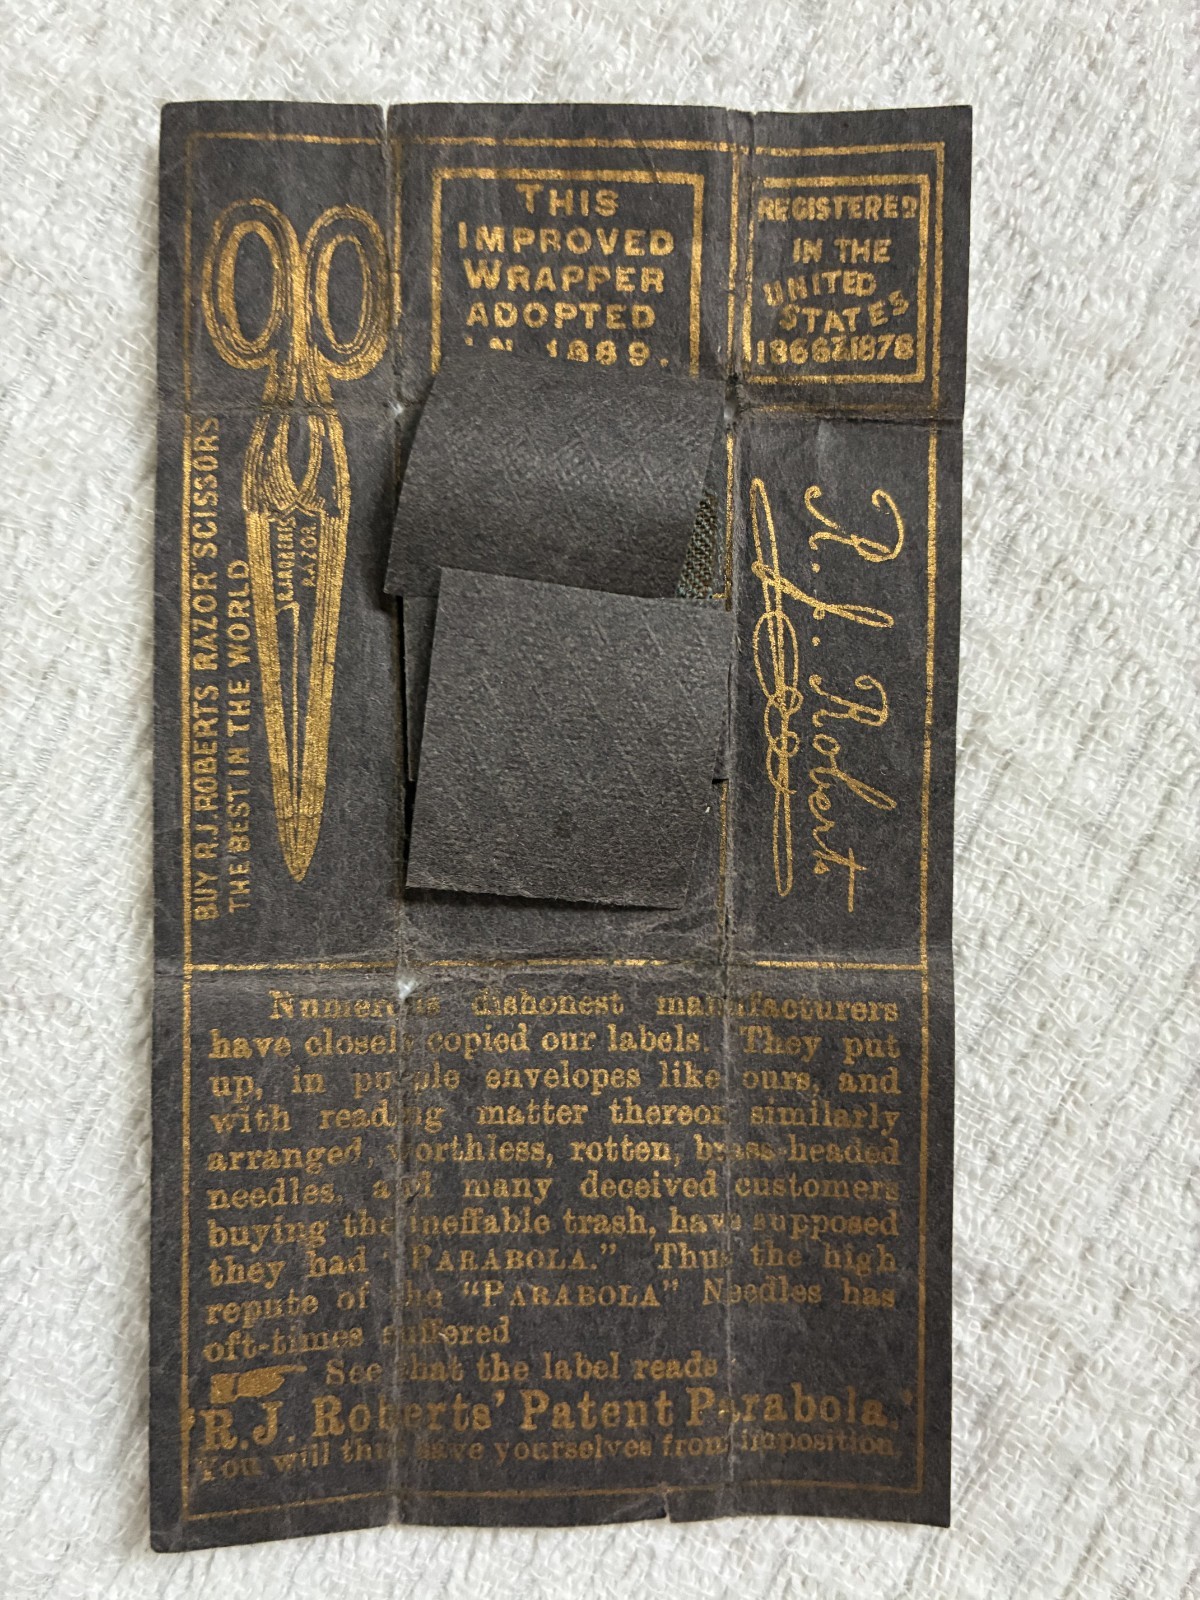 THIS
IMPROVED
WRAPPER
ADOPTED
IN 1889.
REGISTERED
IN THE
UNITED
STATES
1866 & 1878
BUY R.J. ROBERTS RAZOR SCISSORS
THE BEST IN THE WORLD
R.J. ROBERTS
RAZOR.
R. J. Roberts
Numerous dishonest manufacturers
have closely copied our labels. They put
up, in purple envelopes like ours, and
with reading matter thereon similarly
arranged, worthless, rotten, brass-headed
needles, and many deceived customers
buying the ineffable trash, have supposed
they had "PARABOLA." Thus the high
repute of the "PARABOLA" Needles has
oft-times suffered
See that the label reads
"R.J. Roberts' Patent Parabola."
You will thus save yourselves from imposition